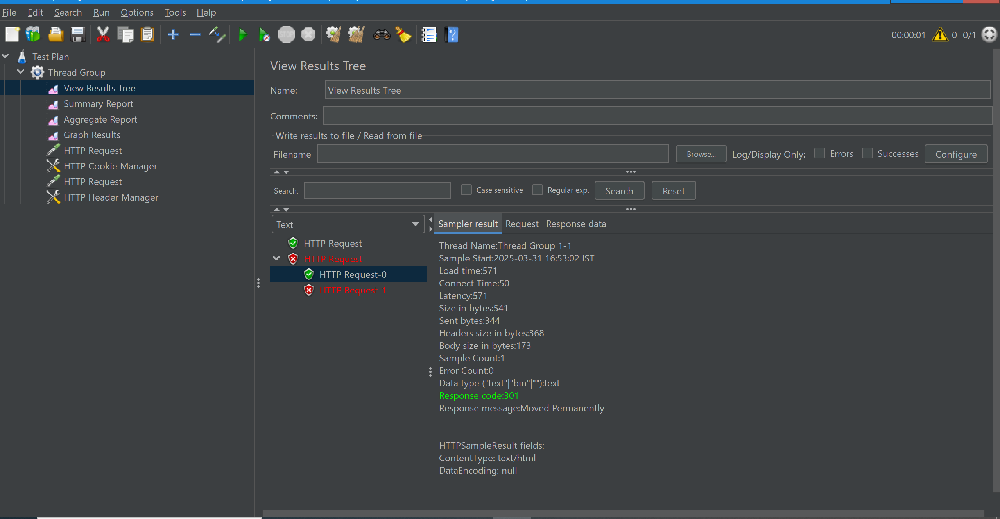 File Edit Search Run Options Tools Help
STOP
00:00:01 0 0/1
Test Plan
Thread Group
View Results Tree
Summary Report
Aggregate Report
Graph Results
HTTP Request
HTTP Cookie Manager
HTTP Request
HTTP Header Manager
View Results Tree
Name: View Results Tree
Comments:
Write results to file / Read from file
Filename Browse... Log/Display Only: Errors Successes Configure
Search: Case sensitive Regular exp. Search Reset
Text
HTTP Request
HTTP Request
HTTP Request-0
HTTP Request-1
Sampler result Request Response data
Thread Name:Thread Group 1-1
Sample Start:2025-03-31 16:53:02 IST
Load time:571
Connect Time:50
Latency:571
Size in bytes:541
Sent bytes:344
Headers size in bytes:368
Body size in bytes:173
Sample Count:1
Error Count:0
Data type ("text"|"bin"|""):text
Response code:301
Response message:Moved Permanently
HTTPSampleResult fields:
ContentType: text/html
DataEncoding: null